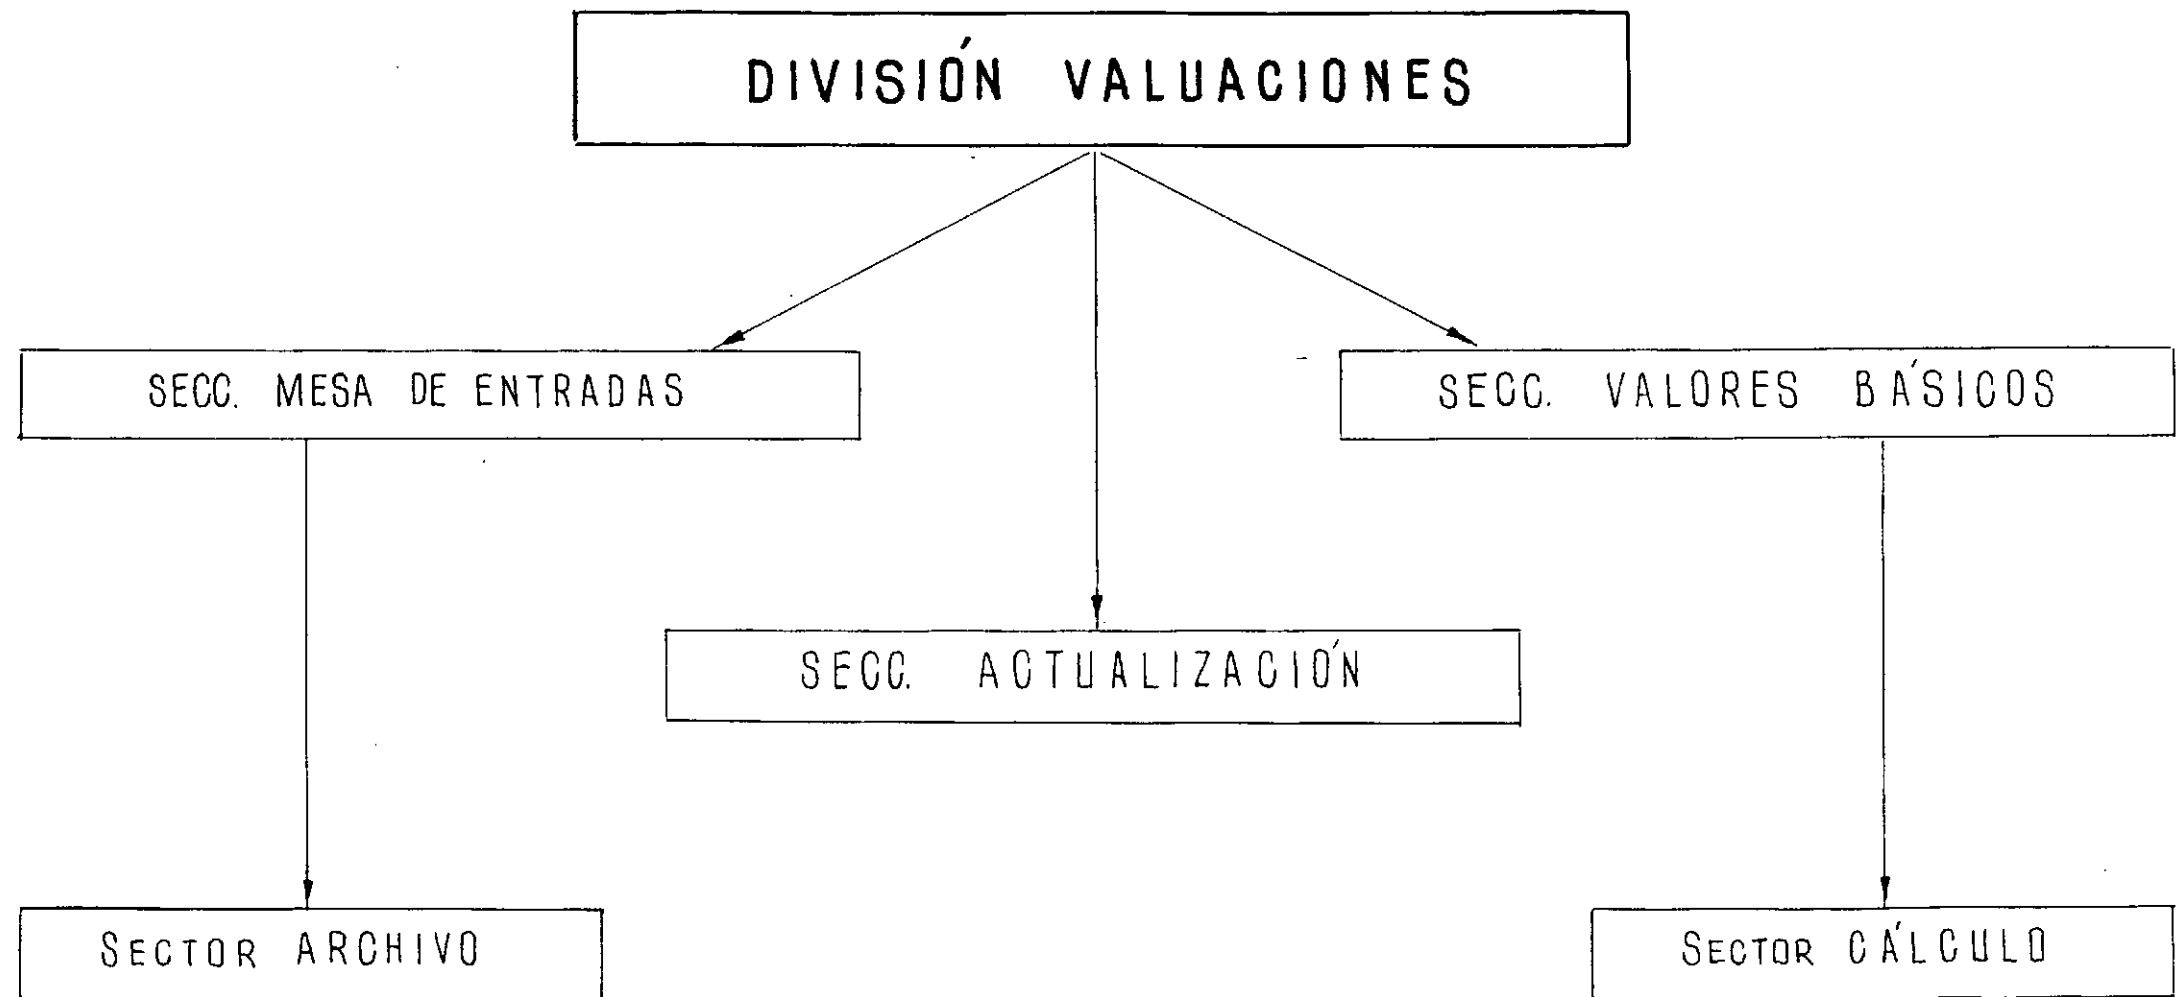 DIVISIÓN VALUACIONES
SECC. MESA DE ENTRADAS
SECC. VALORES BÁSICOS
SECC. ACTUALIZACIÓN
SECTOR ARCHIVO
SECTOR CÁLCULO